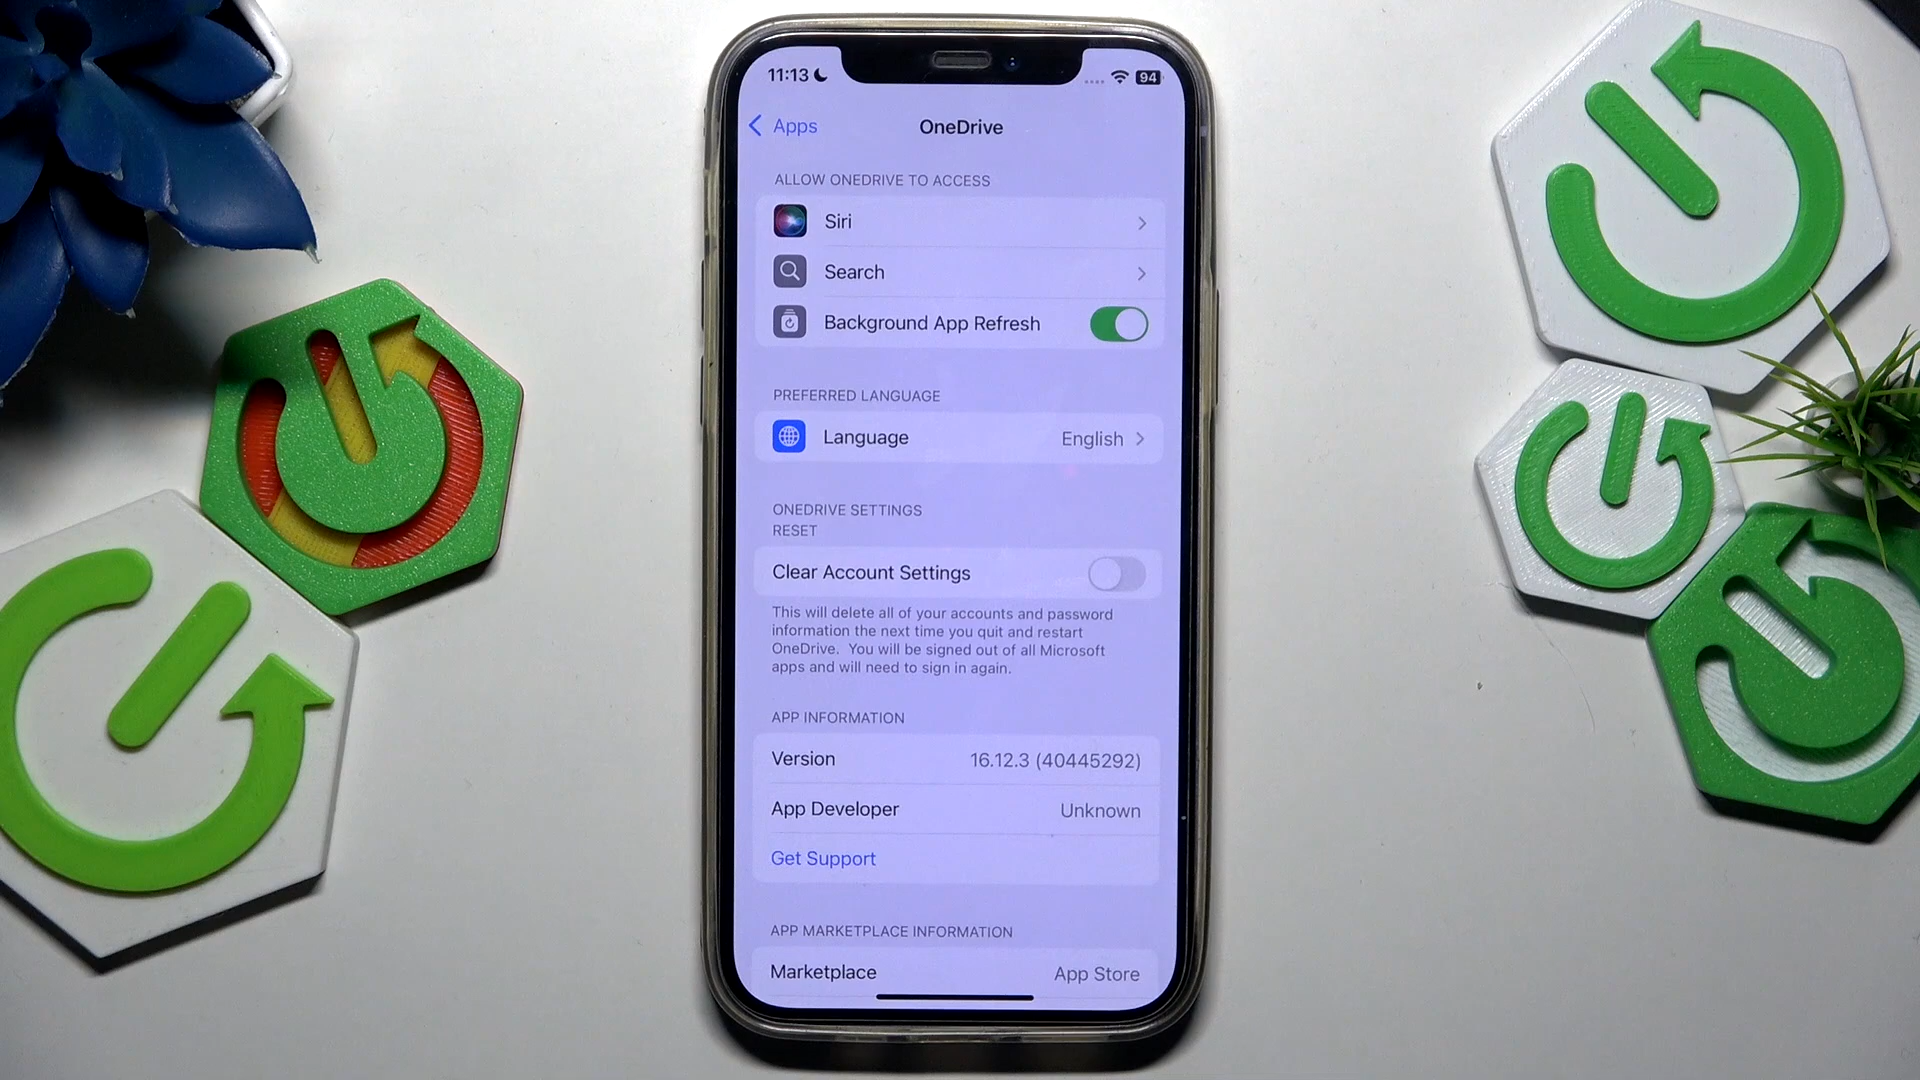 11:13
94
Apps
OneDrive
ALLOW ONEDRIVE TO ACCESS
Siri
Search
Background App Refresh
PREFERRED LANGUAGE
Language English
ONEDRIVE SETTINGS
RESET
Clear Account Settings
This will delete all of your accounts and password
information the next time you quit and restart
OneDrive. You will be signed out of all Microsoft
apps and will need to sign in again.
APP INFORMATION
Version 16.12.3 (40445292)
App Developer Unknown
Get Support
APP MARKETPLACE INFORMATION
Marketplace App Store